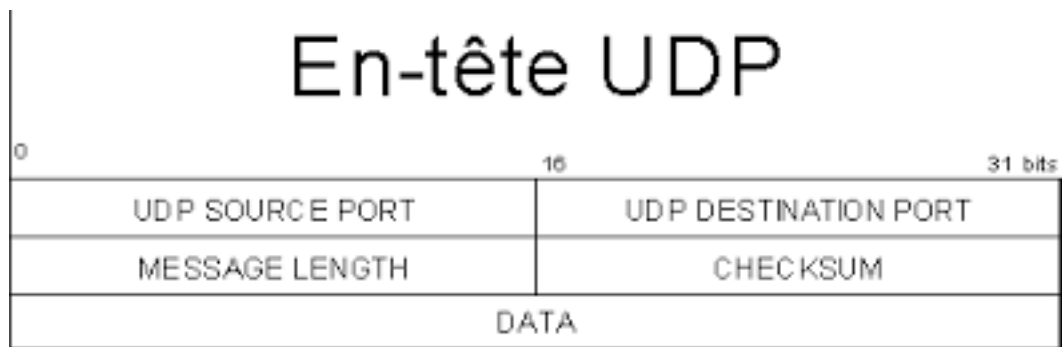 En-tête UDP
0 16 31 bits
UDP SOURCE PORT UDP DESTINATION PORT
MESSAGE LENGTH CHECKSUM
DATA